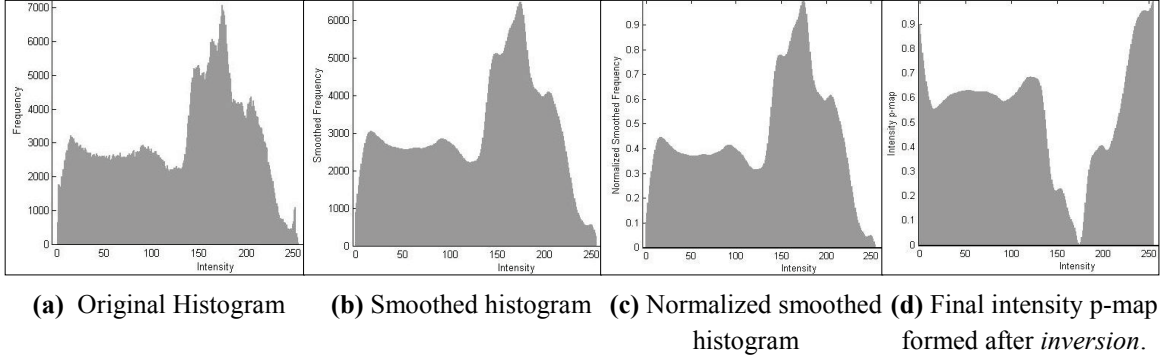 7000
6000
5000
4000
3000
2000
1000
0
Frequency
0 50 100 150 200 250
Intensity
6000
5000
4000
3000
2000
1000
0
Smoothed Frequency
0 50 100 150 200 250
Intensity
1
0.9
0.8
0.7
0.6
0.5
0.4
0.3
0.2
0.1
0
Normalized Smoothed Frequency
0 50 100 150 200 250
Intensity
0.1
0.2
0.3
0.4
0.5
0.6
0.7
0.8
0.9
Intensity p-map
0 50 100 150 200 250
Intensity
(a) Original Histogram
(b) Smoothed histogram
(c) Normalized smoothed
histogram
(d) Final intensity p-map
formed after inversion.